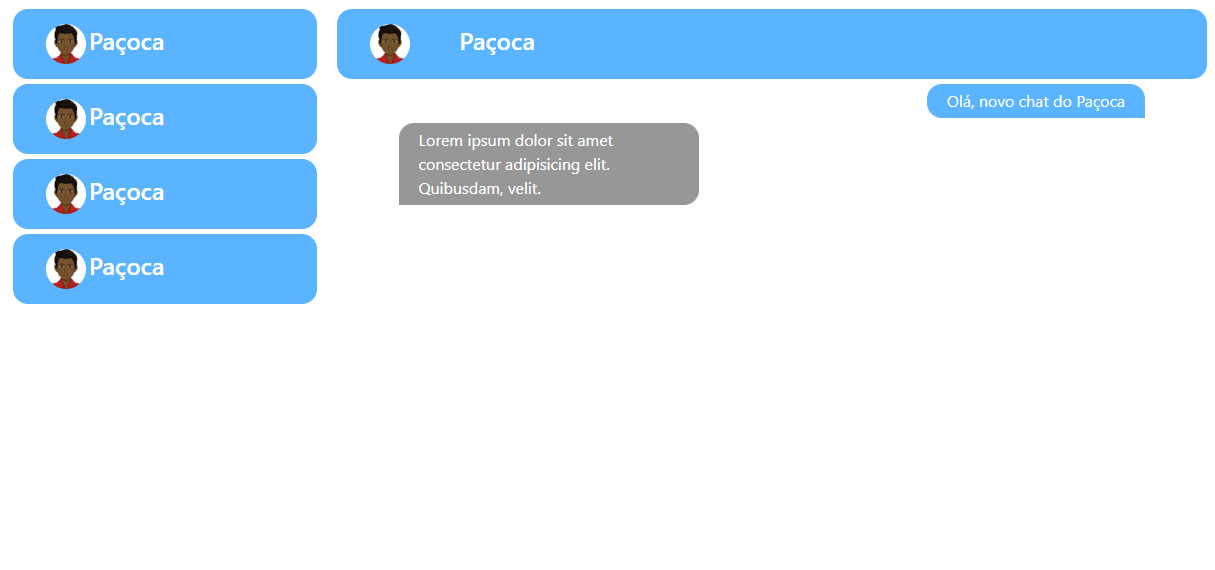 Paçoca
Paçoca
Paçoca
Paçoca
Paçoca
Olá, novo chat do Paçoca
Lorem ipsum dolor sit amet
consectetur adipisicing elit.
Quibusdam, velit.